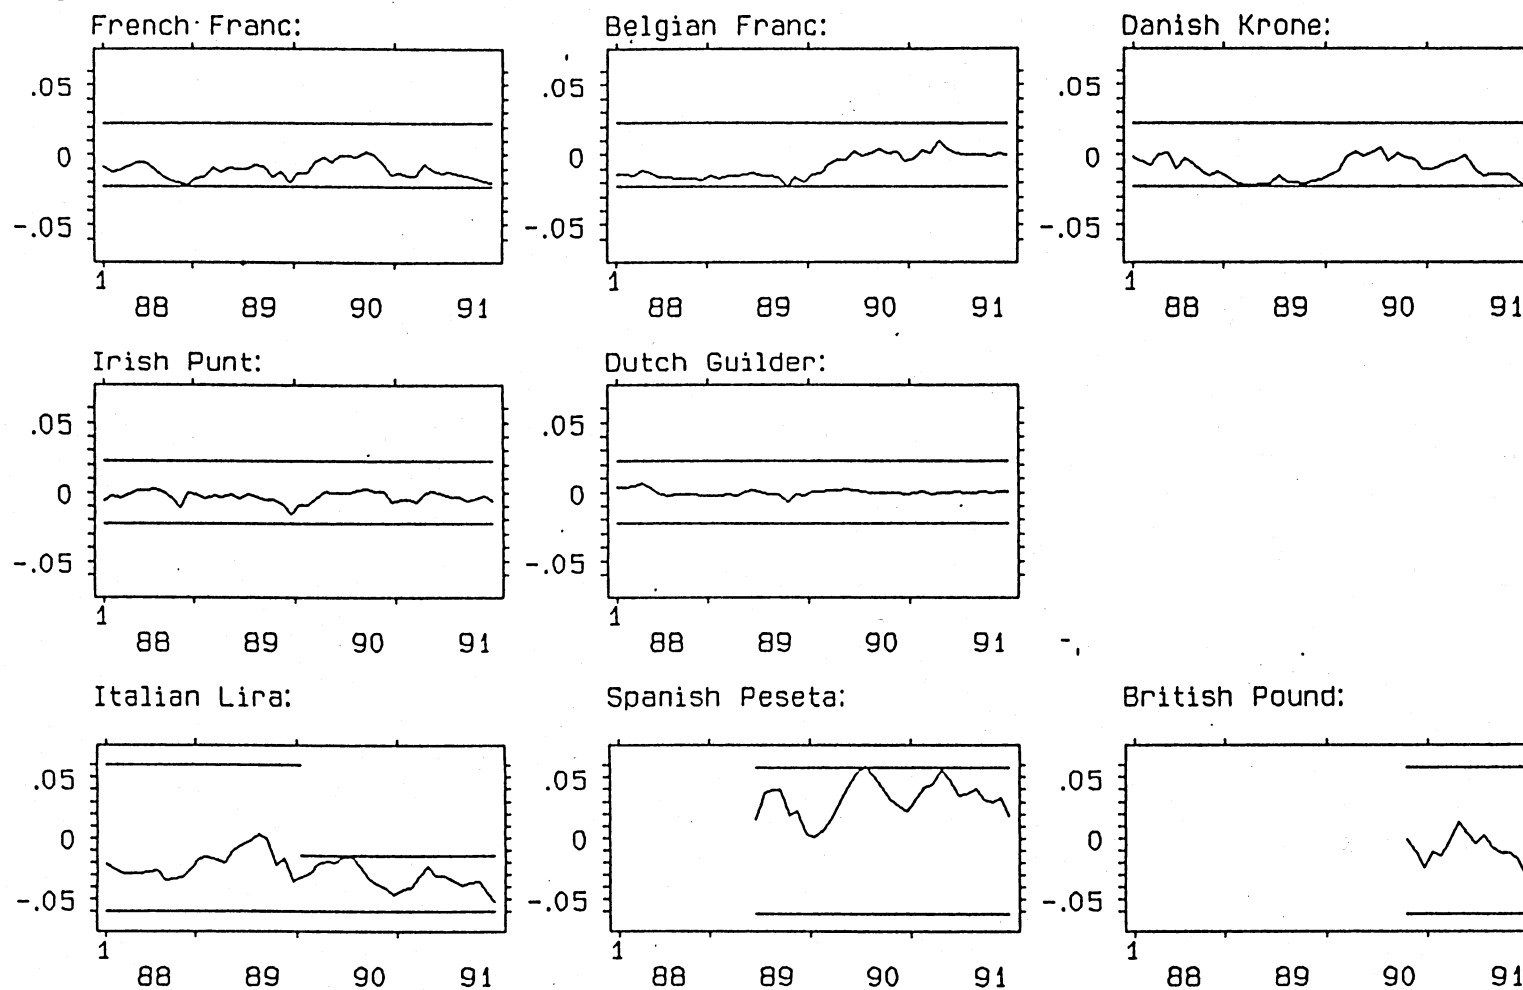 French Franc:
Belgian Franc:
Danish Krone:
.05
0
-.05
1
88 89 90 91
.05
0
-.05
1
88 89 90 91
.05
0
-.05
1
88 89 90 91
Irish Punt:
Dutch Guilder:
.05
0
-.05
1
88 89 90 91
.05
0
-.05
1
88 89 90 91
Italian Lira:
Spanish Peseta:
British Pound:
.05
0
-.05
1
88 89 90 91
.05
0
-.05
1
88 89 90 91
.05
0
-.05
1
88 89 90 91